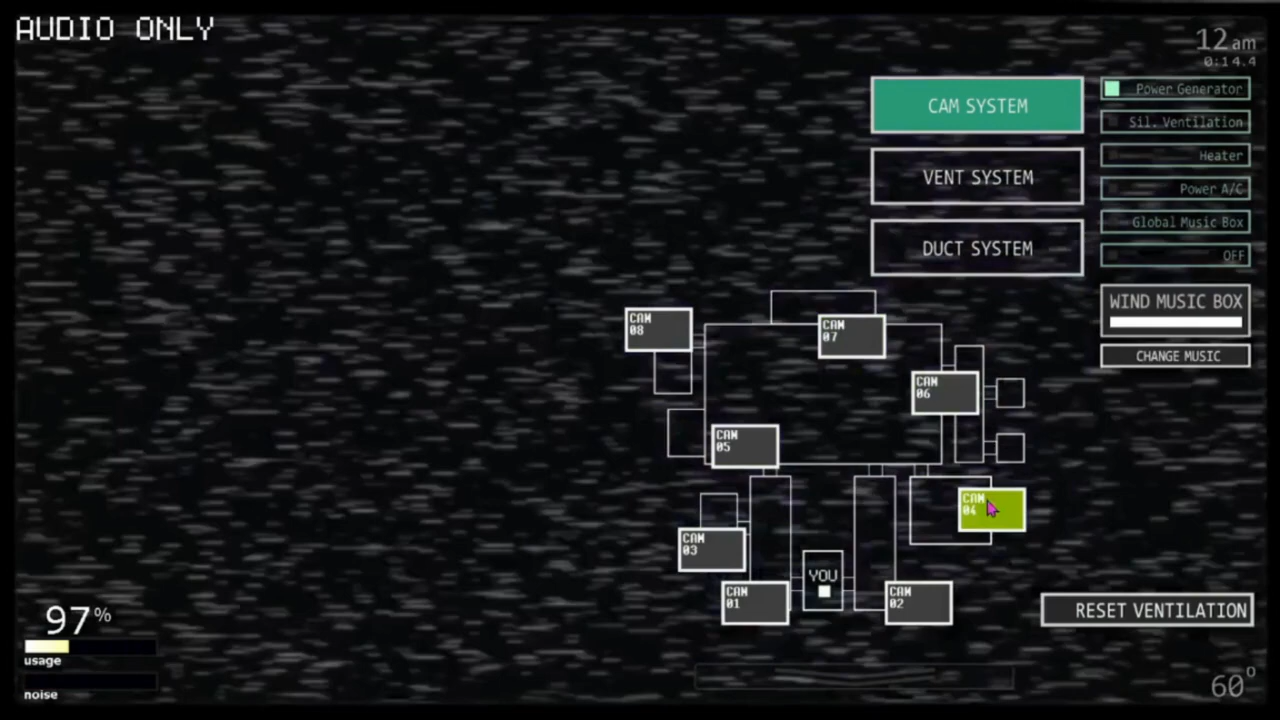 AUDIO ONLY
12am
0:14.4
CAM SYSTEM
Power Generator
Sil. Ventilation
VENT SYSTEM
Heater
Power A/C
DUCT SYSTEM
Global Music Box
OFF
WIND MUSIC BOX
CHANGE MUSIC
CAM
08
CAM
07
CAM
06
CAM
05
CAM
04
CAM
03
YOU
CAM
01
CAM
02
RESET VENTILATION
97%
usage
noise
60°